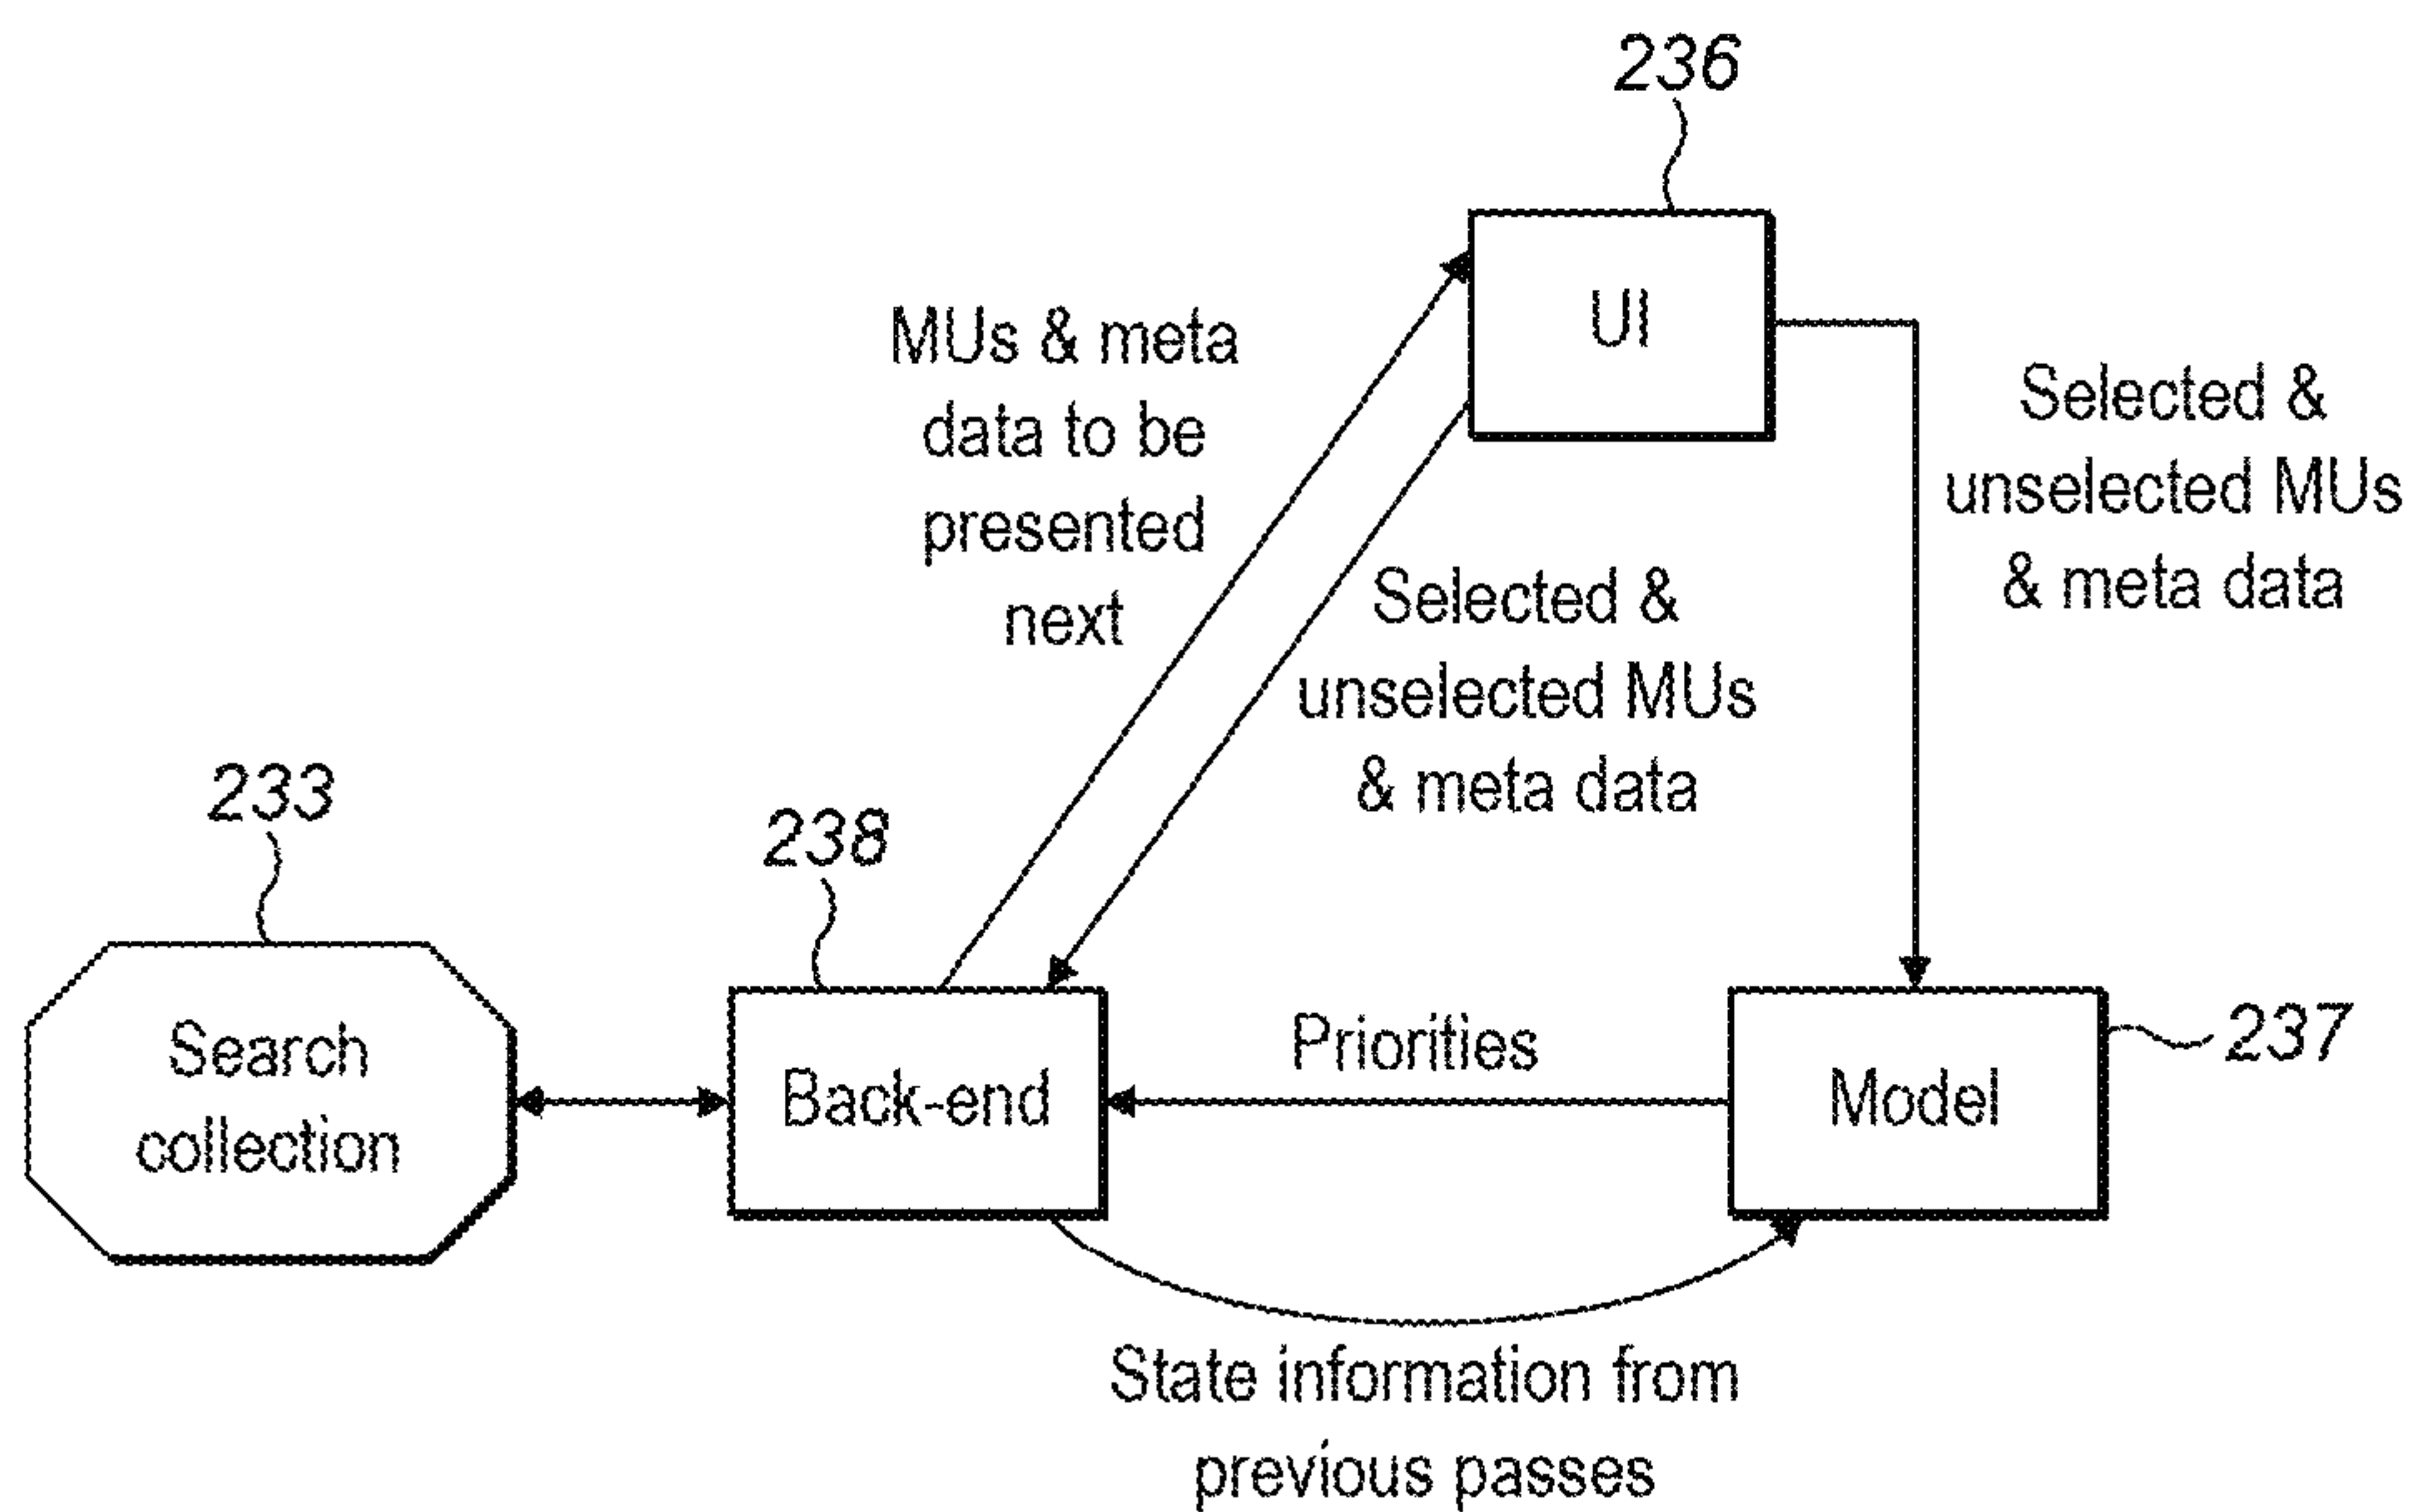 236
UI
MUs & meta
data to be
presented
next
Selected &
unselected MUs
& meta data
Selected &
unselected MUs
& meta data
233
238
Search
collection
Back-end
Priorities
Model
237
State information from
previous passes